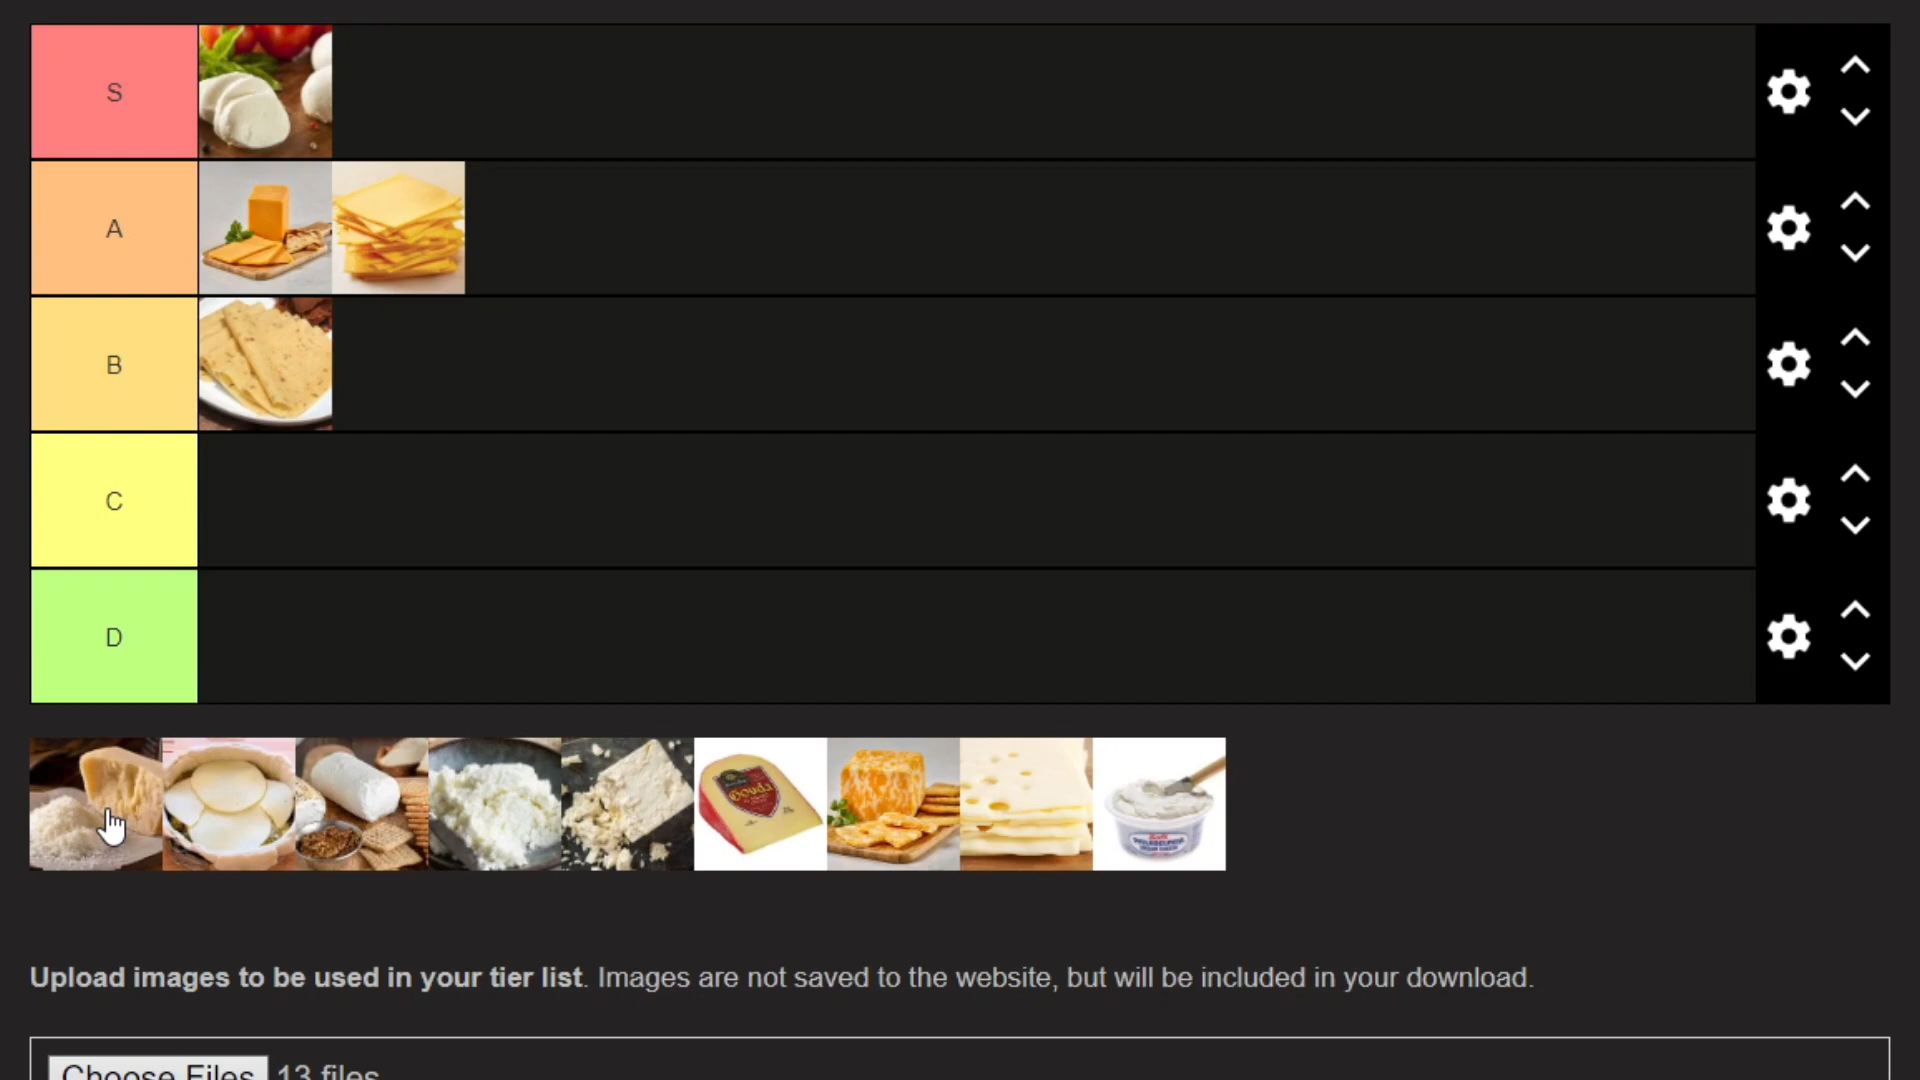 S
A
B
C
D
Gouda
PHILADELPHIA
Upload images to be used in your tier list. Images are not saved to the website, but will be included in your download.
Choose Files 13 files